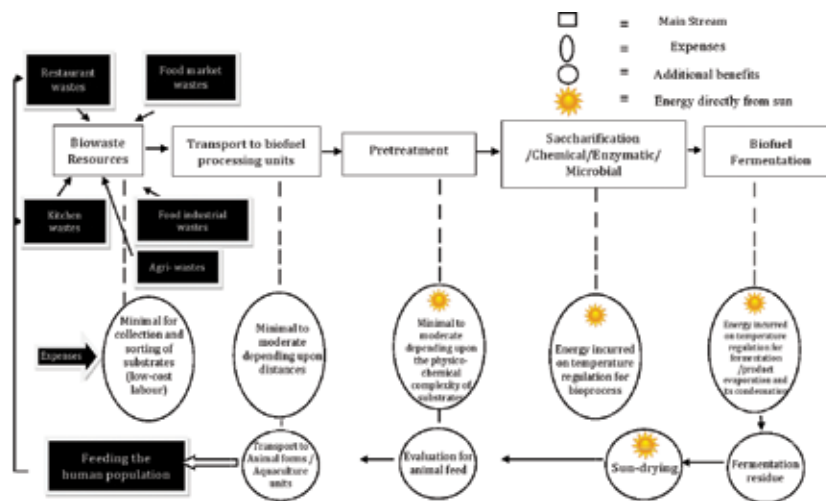 = Main Stream
= Expenses
= Additional benefits
= Energy directly from sun
Restaurant
wastes
Food market
wastes
Biowaste
Resources
Transport to biofuel
processing units
Pretreatment
Saccharification
/Chemical/Enzymatic/
Microbial
Biofuel
Fermentation
Kitchen
wastes
Food industrial
wastes
Agri-wastes
Expenses
Minimal for
collection and
sorting of
substrates
(low-cost
labour)
Minimal to
moderate
depending upon
distances
Minimal to
moderate
depending upon
the physico-
chemical
complexity of
substrates
Energy incurred
on temperature
regulation for
bioprocess
Energy incurred
on temperature
regulation for
fermentation
/product
evaporation and
its condensation
Feeding the
human population
Transport to
Animal forms /
Aquaculture
units
Evaluation for
animal feed
Sun-drying
Fermentation
residue